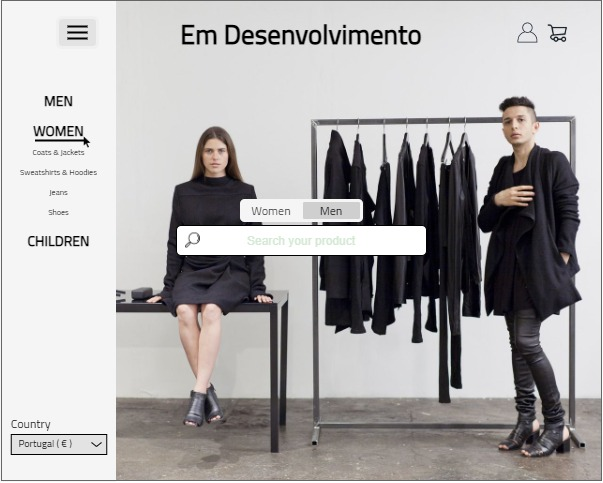 Em Desenvolvimento
MEN
WOMEN
Coats & Jackets
Sweatshirts & Hoodies
Jeans
Shoes
CHILDREN
Women Men
Search your product
Country
Portugal ( € )